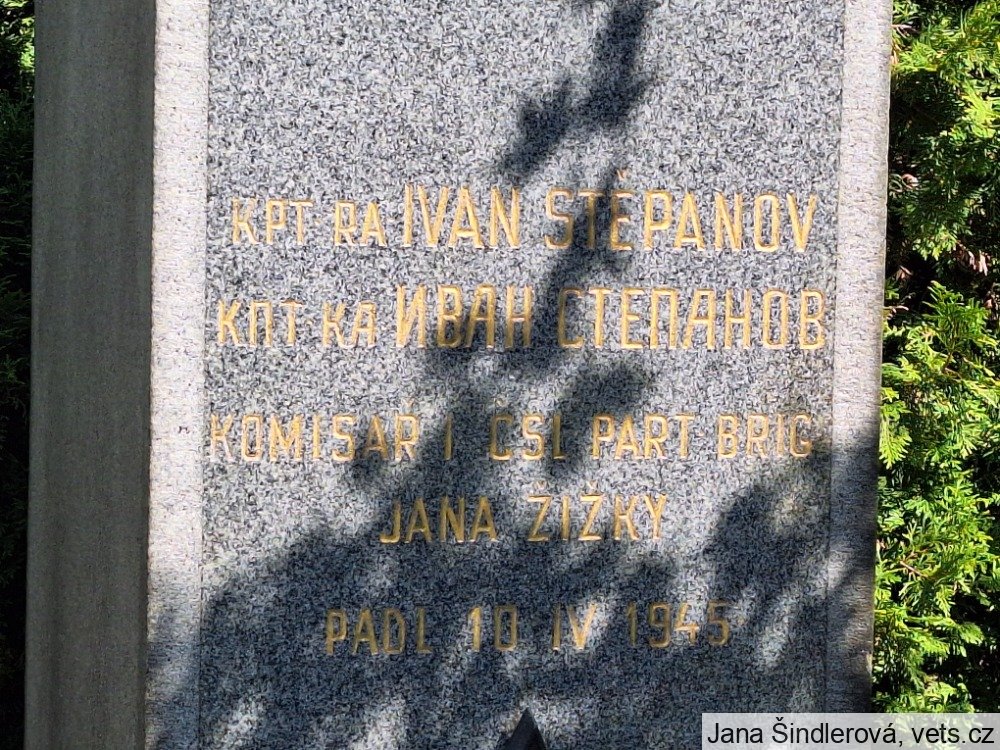 KPT RA IVAN STĚPANOV
КПТ КА ИВАН СТЕПАНОВ
KOMISAŘ I ČSL PART BRIG
JANA ŽIŽKY
PADL 10 IV 1945
Jana Šindlerová, vets.cz